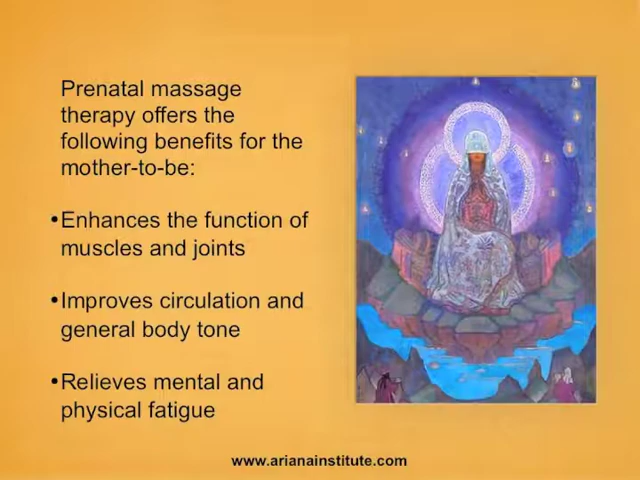 Prenatal massage
therapy offers the
following benefits for the
mother-to-be:
•Enhances the function of
muscles and joints
•Improves circulation and
general body tone
•Relieves mental and
physical fatigue
www.arianainstitute.com